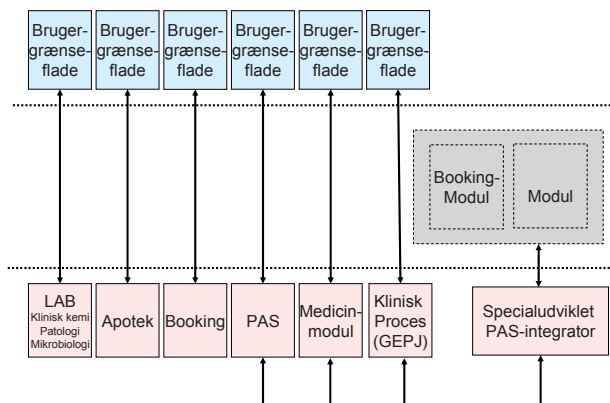 Bruger-
grænse-
flade
Bruger-
grænse-
flade
Bruger-
grænse-
flade
Bruger-
grænse-
flade
Bruger-
grænse-
flade
Bruger-
grænse-
flade
Booking-
Modul
Modul
LAB
Klinisk kemi
Patologi
Mikrobiologi
Apotek
Booking
PAS
Medicin-
modul
Klinisk
Proces
(GEPJ)
Specialudviklet
PAS-integrator